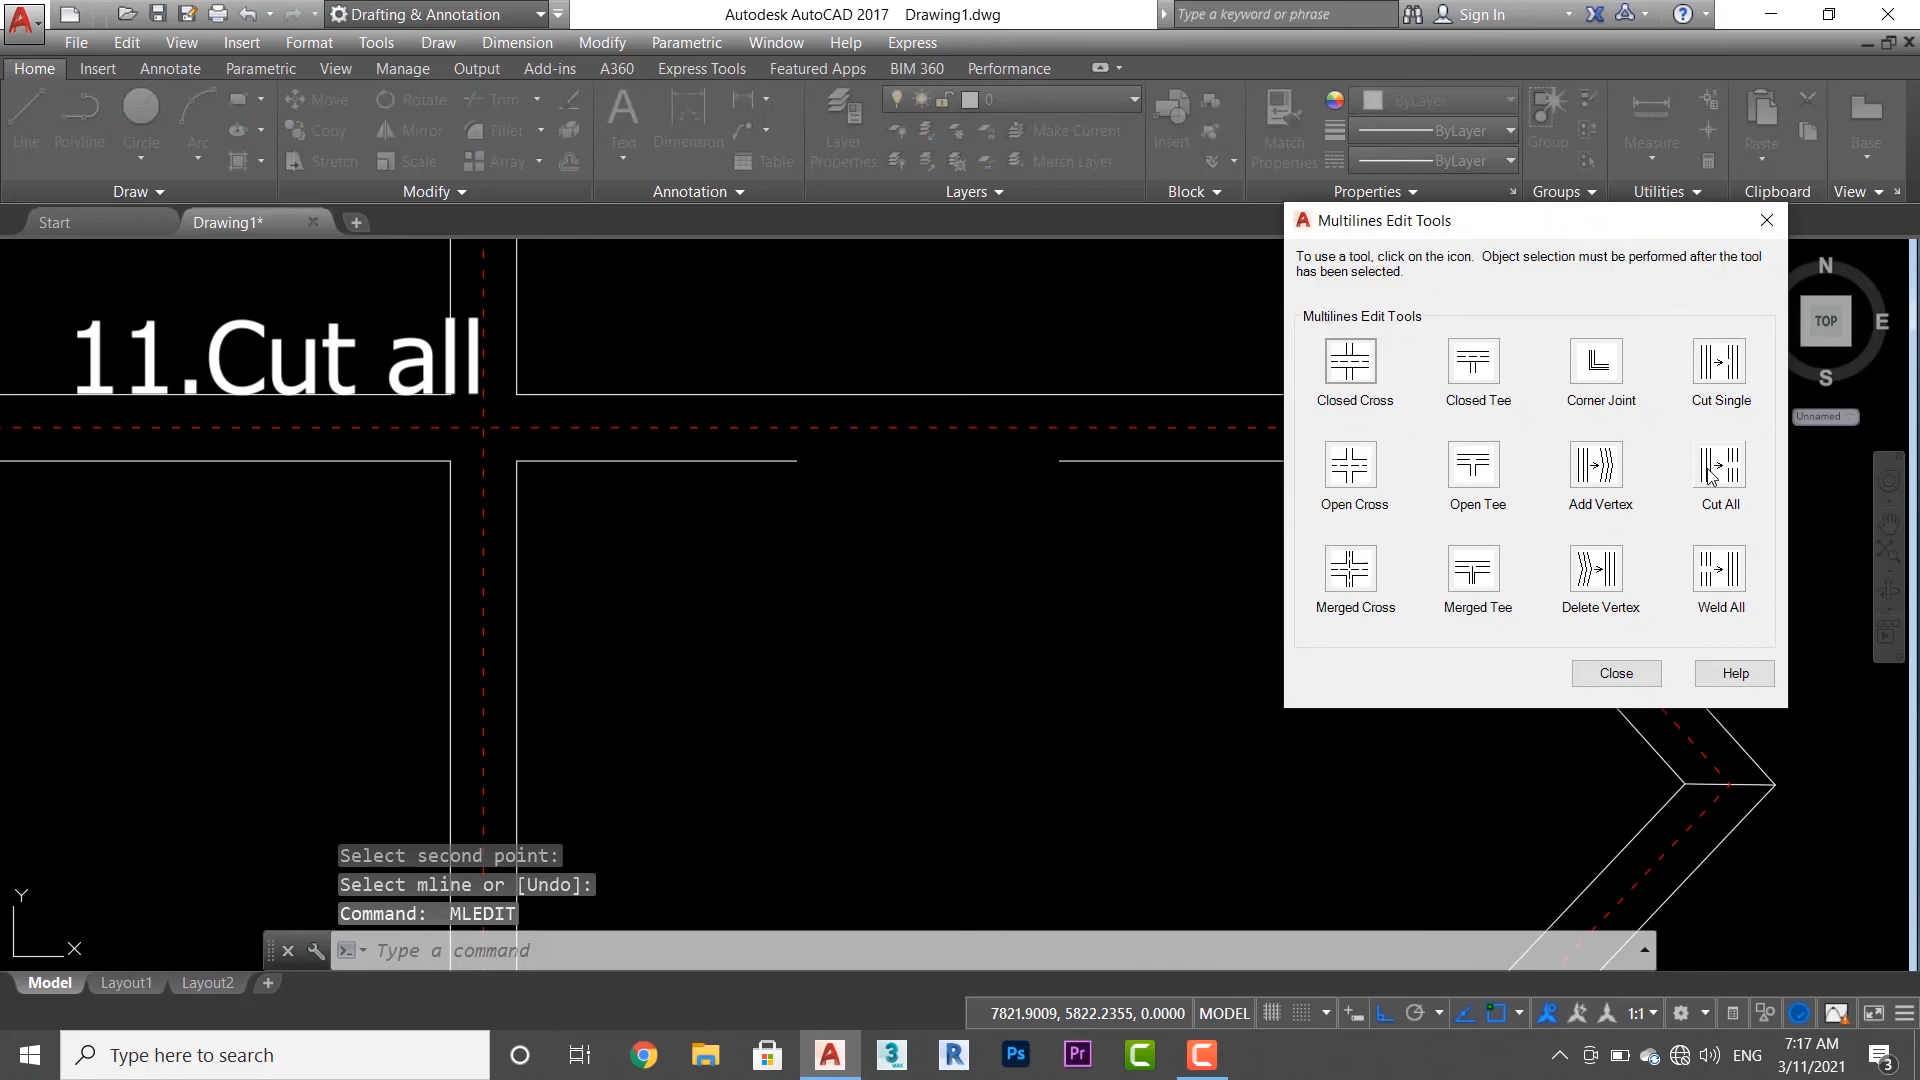 Drafting & Annotation
Autodesk AutoCAD 2017 Drawing1.dwg
Type a keyword or phrase
Sign In
File Edit View Insert Format Tools Draw Dimension Modify Parametric Window Help Express
Home Insert Annotate Parametric View Manage Output Add-ins A360 Express Tools Featured Apps BIM 360 Performance
Line Polyline Circle Arc
Move Rotate Trim
Copy Mirror Fillet
Stretch Scale Array
Text Dimension Table
Layer Properties
0
Make Current
Match Layer
Insert
Match Properties
ByLayer
ByLayer
ByLayer
Group Measure Paste Base
Draw Modify Annotation Layers Block Properties Groups Utilities Clipboard View
Start Drawing1*
11.Cut all
Multilines Edit Tools
To use a tool, click on the icon. Object selection must be performed after the tool
has been selected.
Multilines Edit Tools
Closed Cross Closed Tee Corner Joint Cut Single
Open Cross Open Tee Add Vertex Cut All
Merged Cross Merged Tee Delete Vertex Weld All
Close Help
N
TOP E
S
Unnamed
Select second point:
Select mline or [Undo]:
Command: MLEDIT
Type a command
Y
X
Model Layout1 Layout2
7821.9009, 5822.2355, 0.0000 MODEL 1:1
Type here to search
ENG
7:17 AM
3/11/2021
3